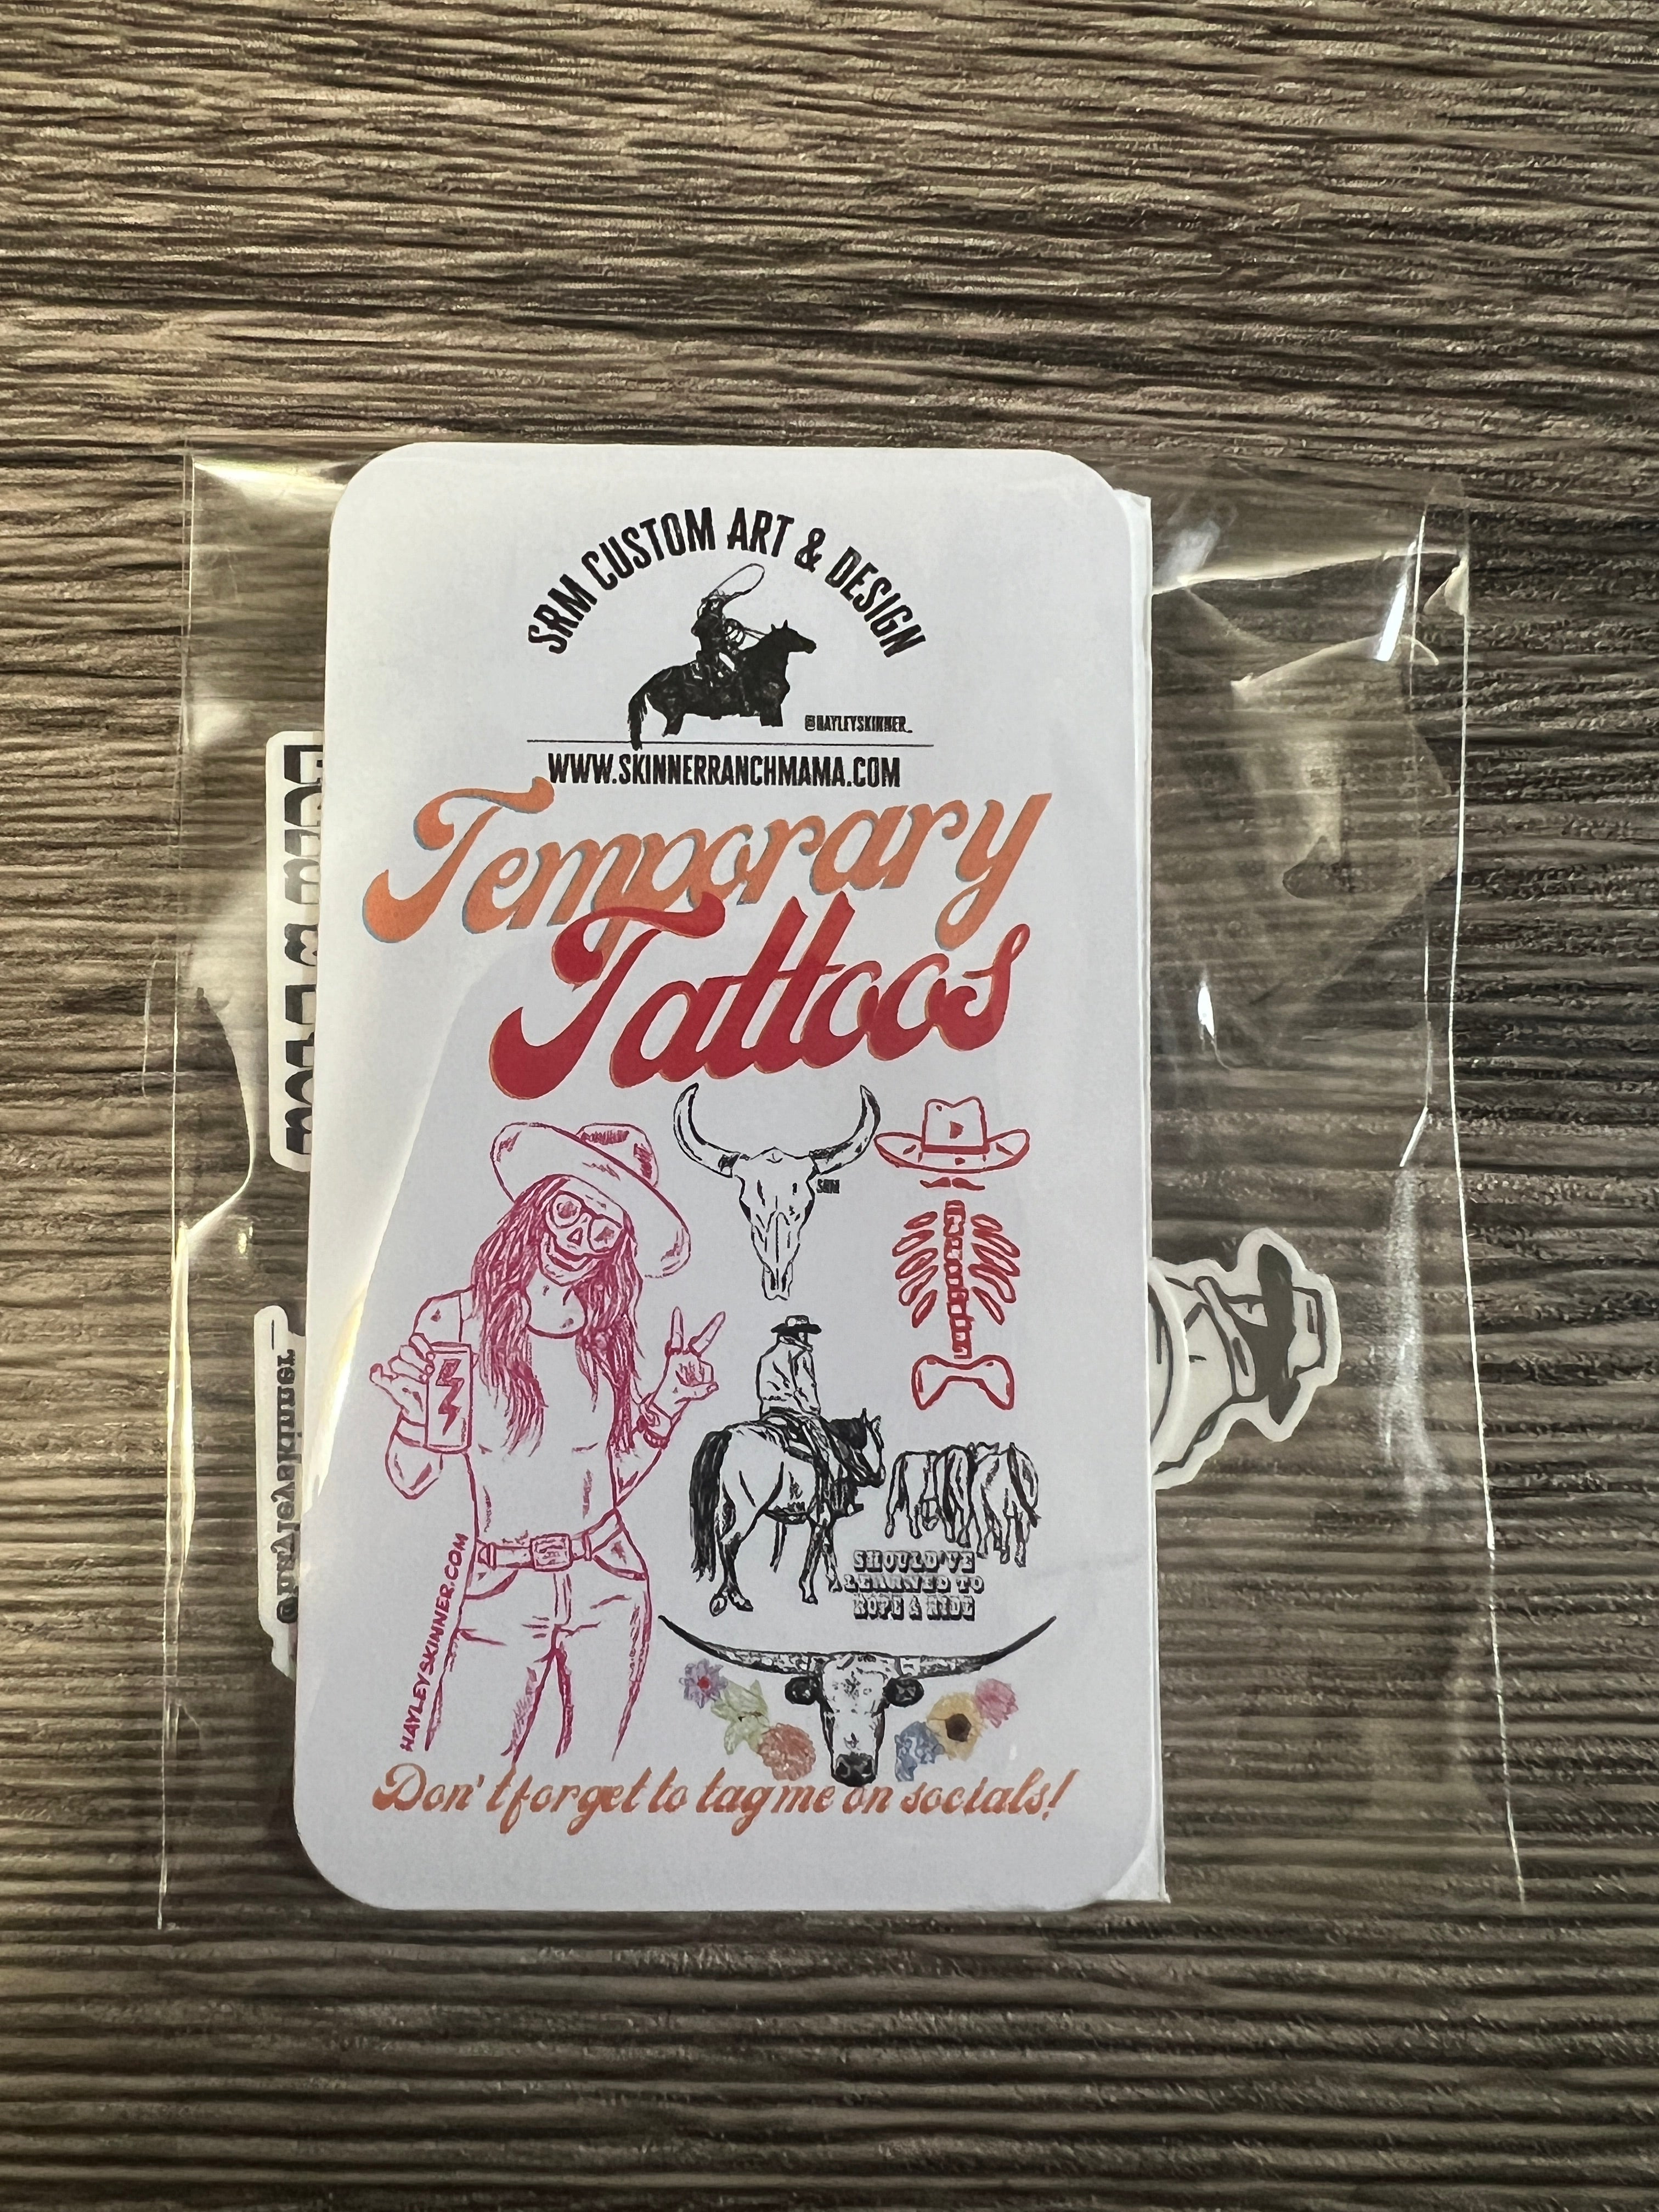 SRM CUSTOM ART & DESIGN
@HAYLEYSKINNER_
WWW.SKINNERRANCHMAMA.COM
Temporary
Tattoos
SRM
SHOULD'VE
LEARNED TO
ROPE & RIDE
HAYLEYSKINNER.COM
Don't forget to tag me on socials!